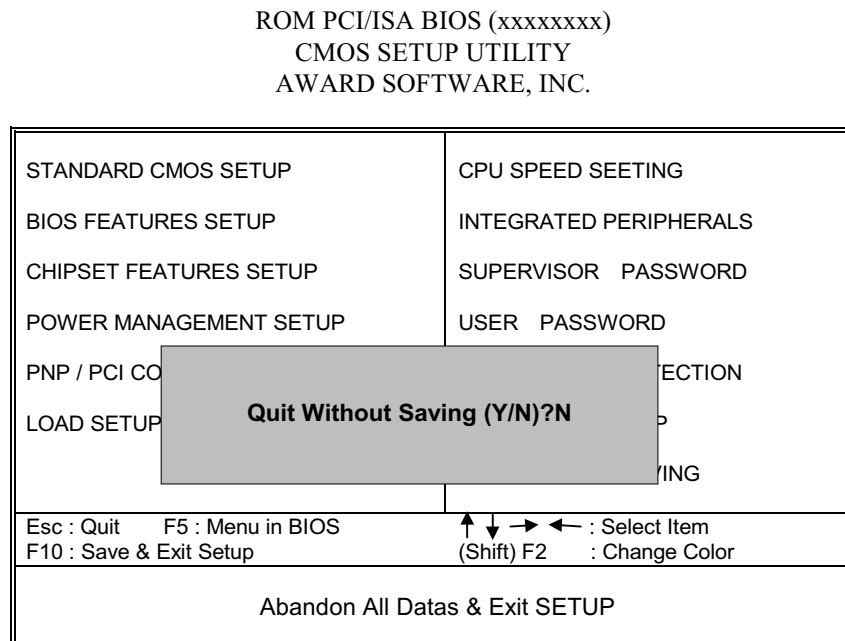 ROM PCI/ISA BIOS (xxxxxxxx)
CMOS SETUP UTILITY
AWARD SOFTWARE, INC.
STANDARD CMOS SETUP
BIOS FEATURES SETUP
CHIPSET FEATURES SETUP
POWER MANAGEMENT SETUP
PNP / PCI CO
LOAD SETUP
CPU SPEED SEETING
INTEGRATED PERIPHERALS
SUPERVISOR PASSWORD
USER PASSWORD
TECTION
P
VING
Quit Without Saving (Y/N)?N
Esc : Quit F5 : Menu in BIOS
F10 : Save & Exit Setup
↑ ↓ → ← : Select Item
(Shift) F2 : Change Color
Abandon All Datas & Exit SETUP